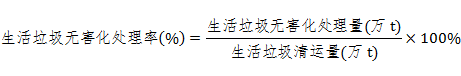 生活垃圾无害化处理率(%) = 生活垃圾无害化处理量(万 t) / 生活垃圾清运量(万 t) × 100%